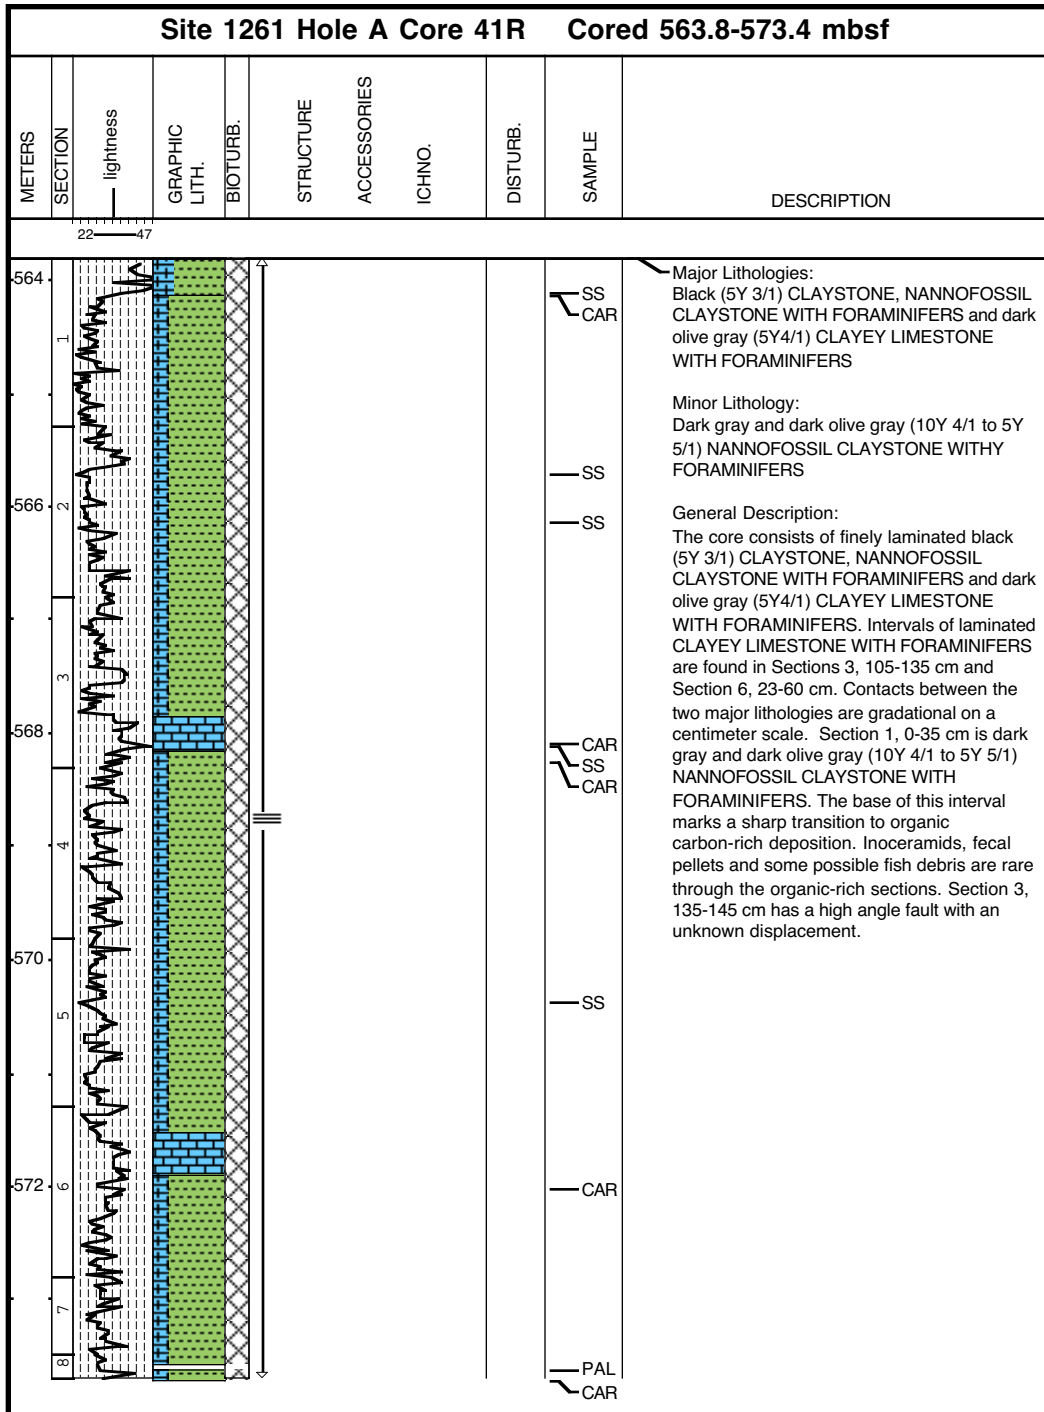 Site 1261 Hole A Core 41R Cored 563.8-573.4 mbsf
METERS
SECTION
lightness
GRAPHIC
LITH.
BIOTURB.
STRUCTURE
ACCESSORIES
ICHNO.
DISTURB.
SAMPLE
DESCRIPTION
22 47
564
566
568
570
572
1
2
3
4
5
6
7
8
SS
CAR
SS
SS
CAR
SS
CAR
SS
CAR
PAL
CAR
Major Lithologies:
Black (5Y 3/1) CLAYSTONE, NANNOFOSSIL
CLAYSTONE WITH FORAMINIFERS and dark
olive gray (5Y4/1) CLAYEY LIMESTONE
WITH FORAMINIFERS
Minor Lithology:
Dark gray and dark olive gray (10Y 4/1 to 5Y
5/1) NANNOFOSSIL CLAYSTONE WITHY
FORAMINIFERS
General Description:
The core consists of finely laminated black
(5Y 3/1) CLAYSTONE, NANNOFOSSIL
CLAYSTONE WITH FORAMINIFERS and dark
olive gray (5Y4/1) CLAYEY LIMESTONE
WITH FORAMINIFERS. Intervals of laminated
CLAYEY LIMESTONE WITH FORAMINIFERS
are found in Sections 3, 105-135 cm and
Section 6, 23-60 cm. Contacts between the
two major lithologies are gradational on a
centimeter scale. Section 1, 0-35 cm is dark
gray and dark olive gray (10Y 4/1 to 5Y 5/1)
NANNOFOSSIL CLAYSTONE WITH
FORAMINIFERS. The base of this interval
marks a sharp transition to organic
carbon-rich deposition. Inoceramids, fecal
pellets and some possible fish debris are rare
through the organic-rich sections. Section 3,
135-145 cm has a high angle fault with an
unknown displacement.